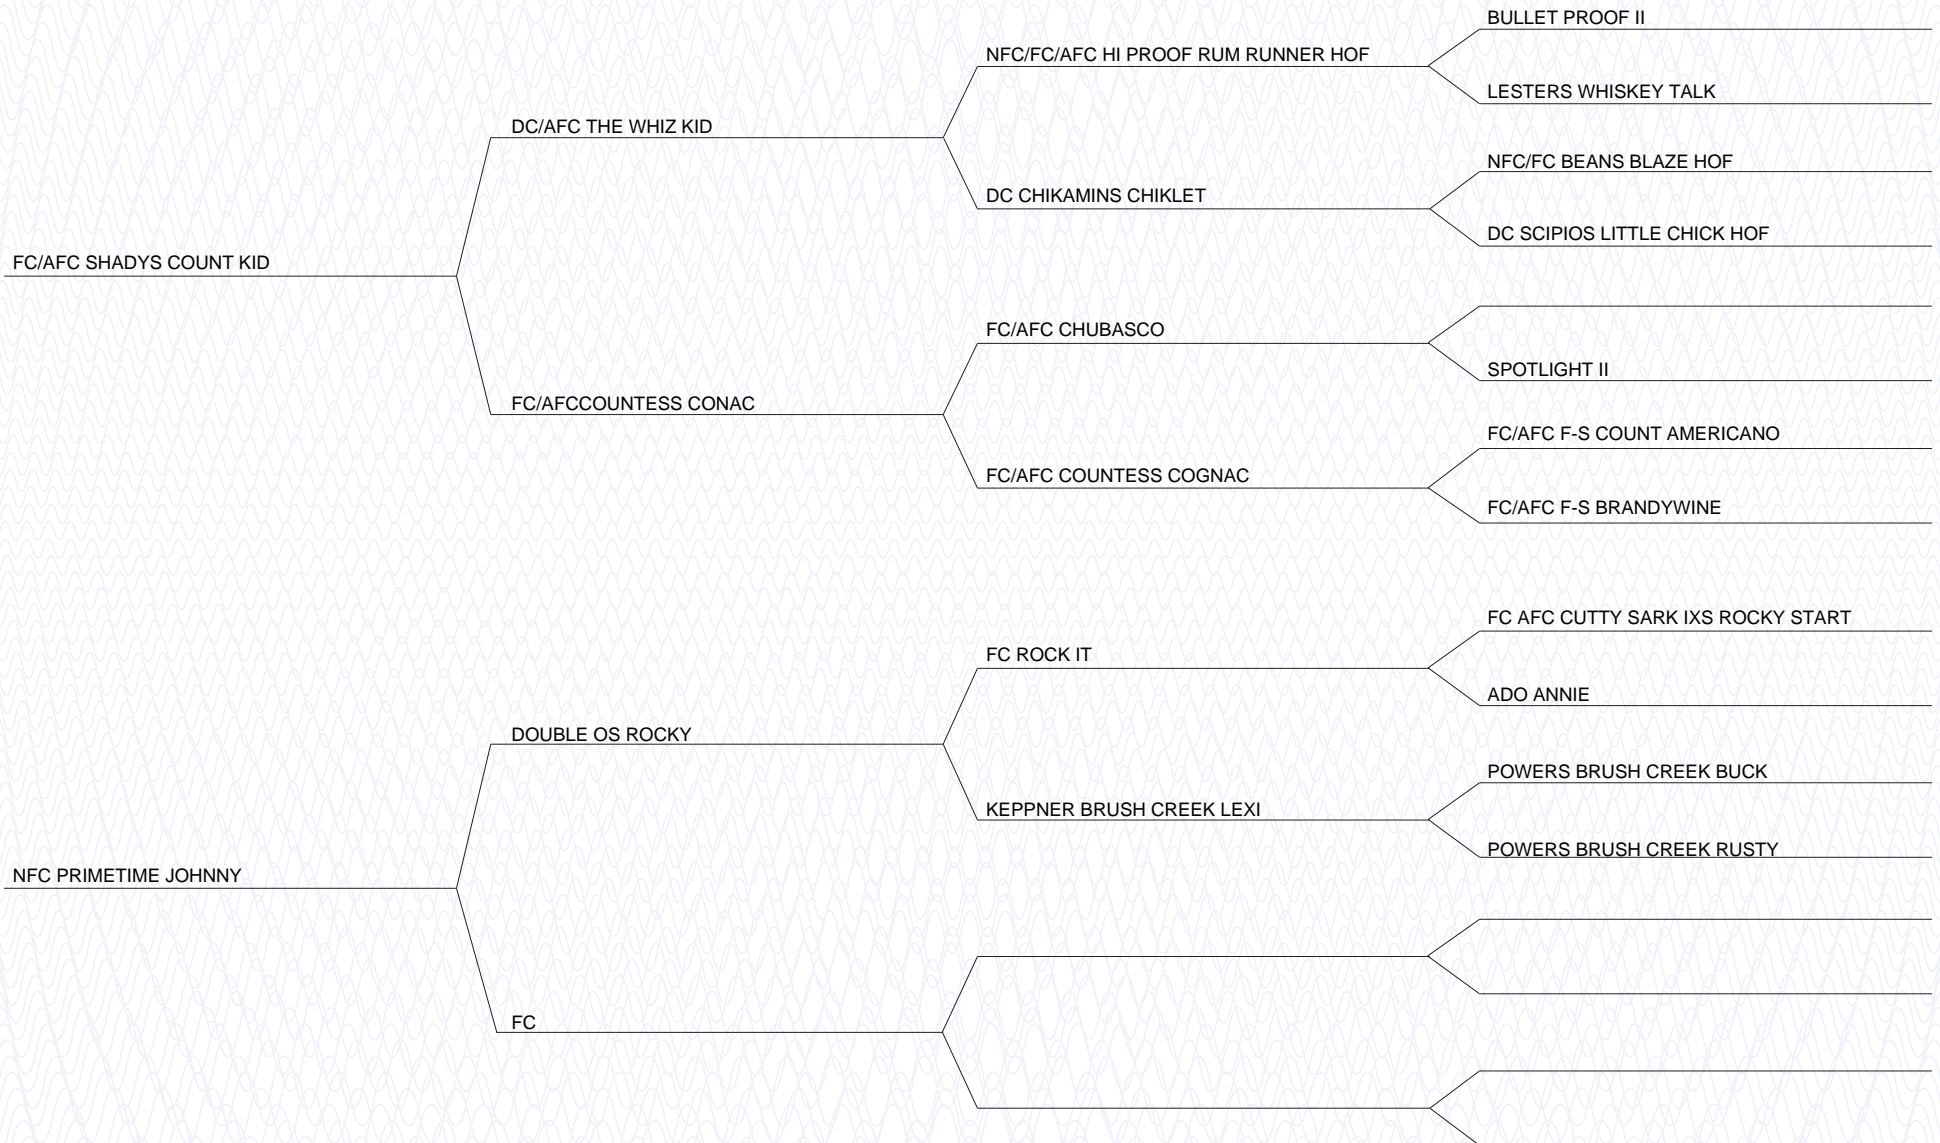 BULLET PROOF II
NFC/FC/AFC HI PROOF RUM RUNNER HOF
LESTERS WHISKEY TALK
DC/AFC THE WHIZ KID
NFC/FC BEANS BLAZE HOF
DC CHIKAMINS CHIKLET
DC SCIPIOS LITTLE CHICK HOF
FC/AFC SHADYS COUNT KID
FC/AFC CHUBASCO
SPOTLIGHT II
FC/AFCCOUNTESS CONAC
FC/AFC F-S COUNT AMERICANO
FC/AFC COUNTESS COGNAC
FC/AFC F-S BRANDYWINE
FC AFC CUTTY SARK IXS ROCKY START
FC ROCK IT
ADO ANNIE
DOUBLE OS ROCKY
POWERS BRUSH CREEK BUCK
KEPPNER BRUSH CREEK LEXI
POWERS BRUSH CREEK RUSTY
NFC PRIMETIME JOHNNY
FC